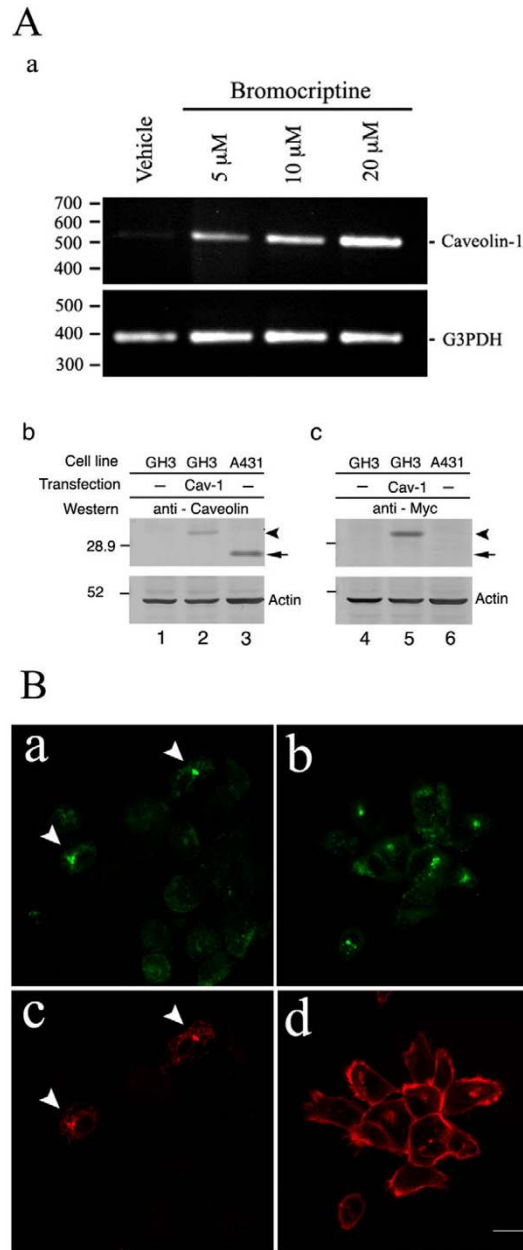 A
a
Bromocriptine
Vehicle
5 µM
10 µM
20 µM
700
600
500
400
Caveolin-1
500
400
300
G3PDH
b
Cell line GH3 GH3 A431
Transfection – Cav-1 –
Western anti - Caveolin
28.9
52
Actin
1 2 3
c
GH3 GH3 A431
– Cav-1 –
anti - Myc
Actin
4 5 6
B
a
b
c
d